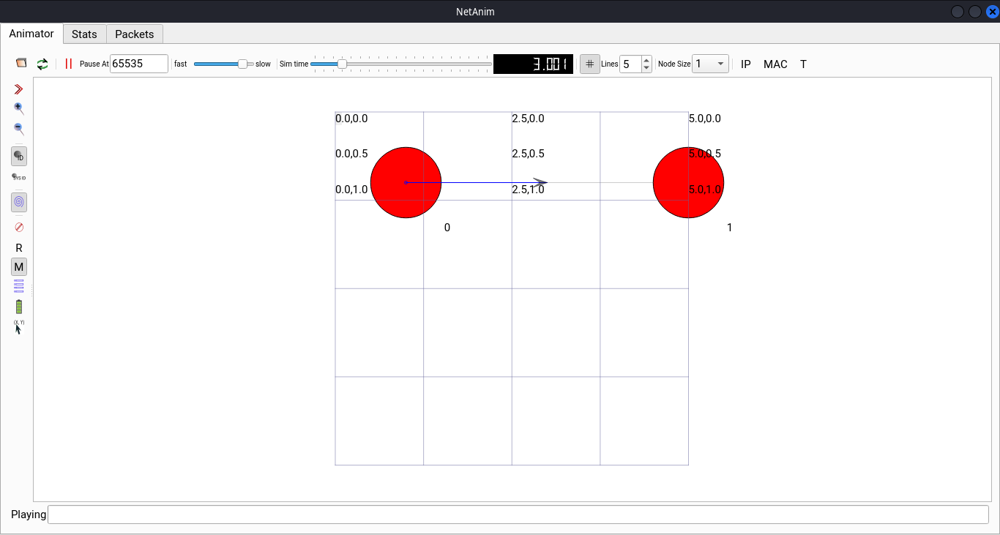 NetAnim
Animator Stats Packets
Pause At 65535 fast slow Sim time 3.001 # Lines 5 Node Size 1 IP MAC T
0.0,0.0 2.5,0.0 5.0,0.0
ID
0.0,0.5 2.5,0.5 5.0,0.5
SYS ID
0.0,1.0 2.5,1.0 5.0,1.0
0 1
R
M
(X, Y)
Playing